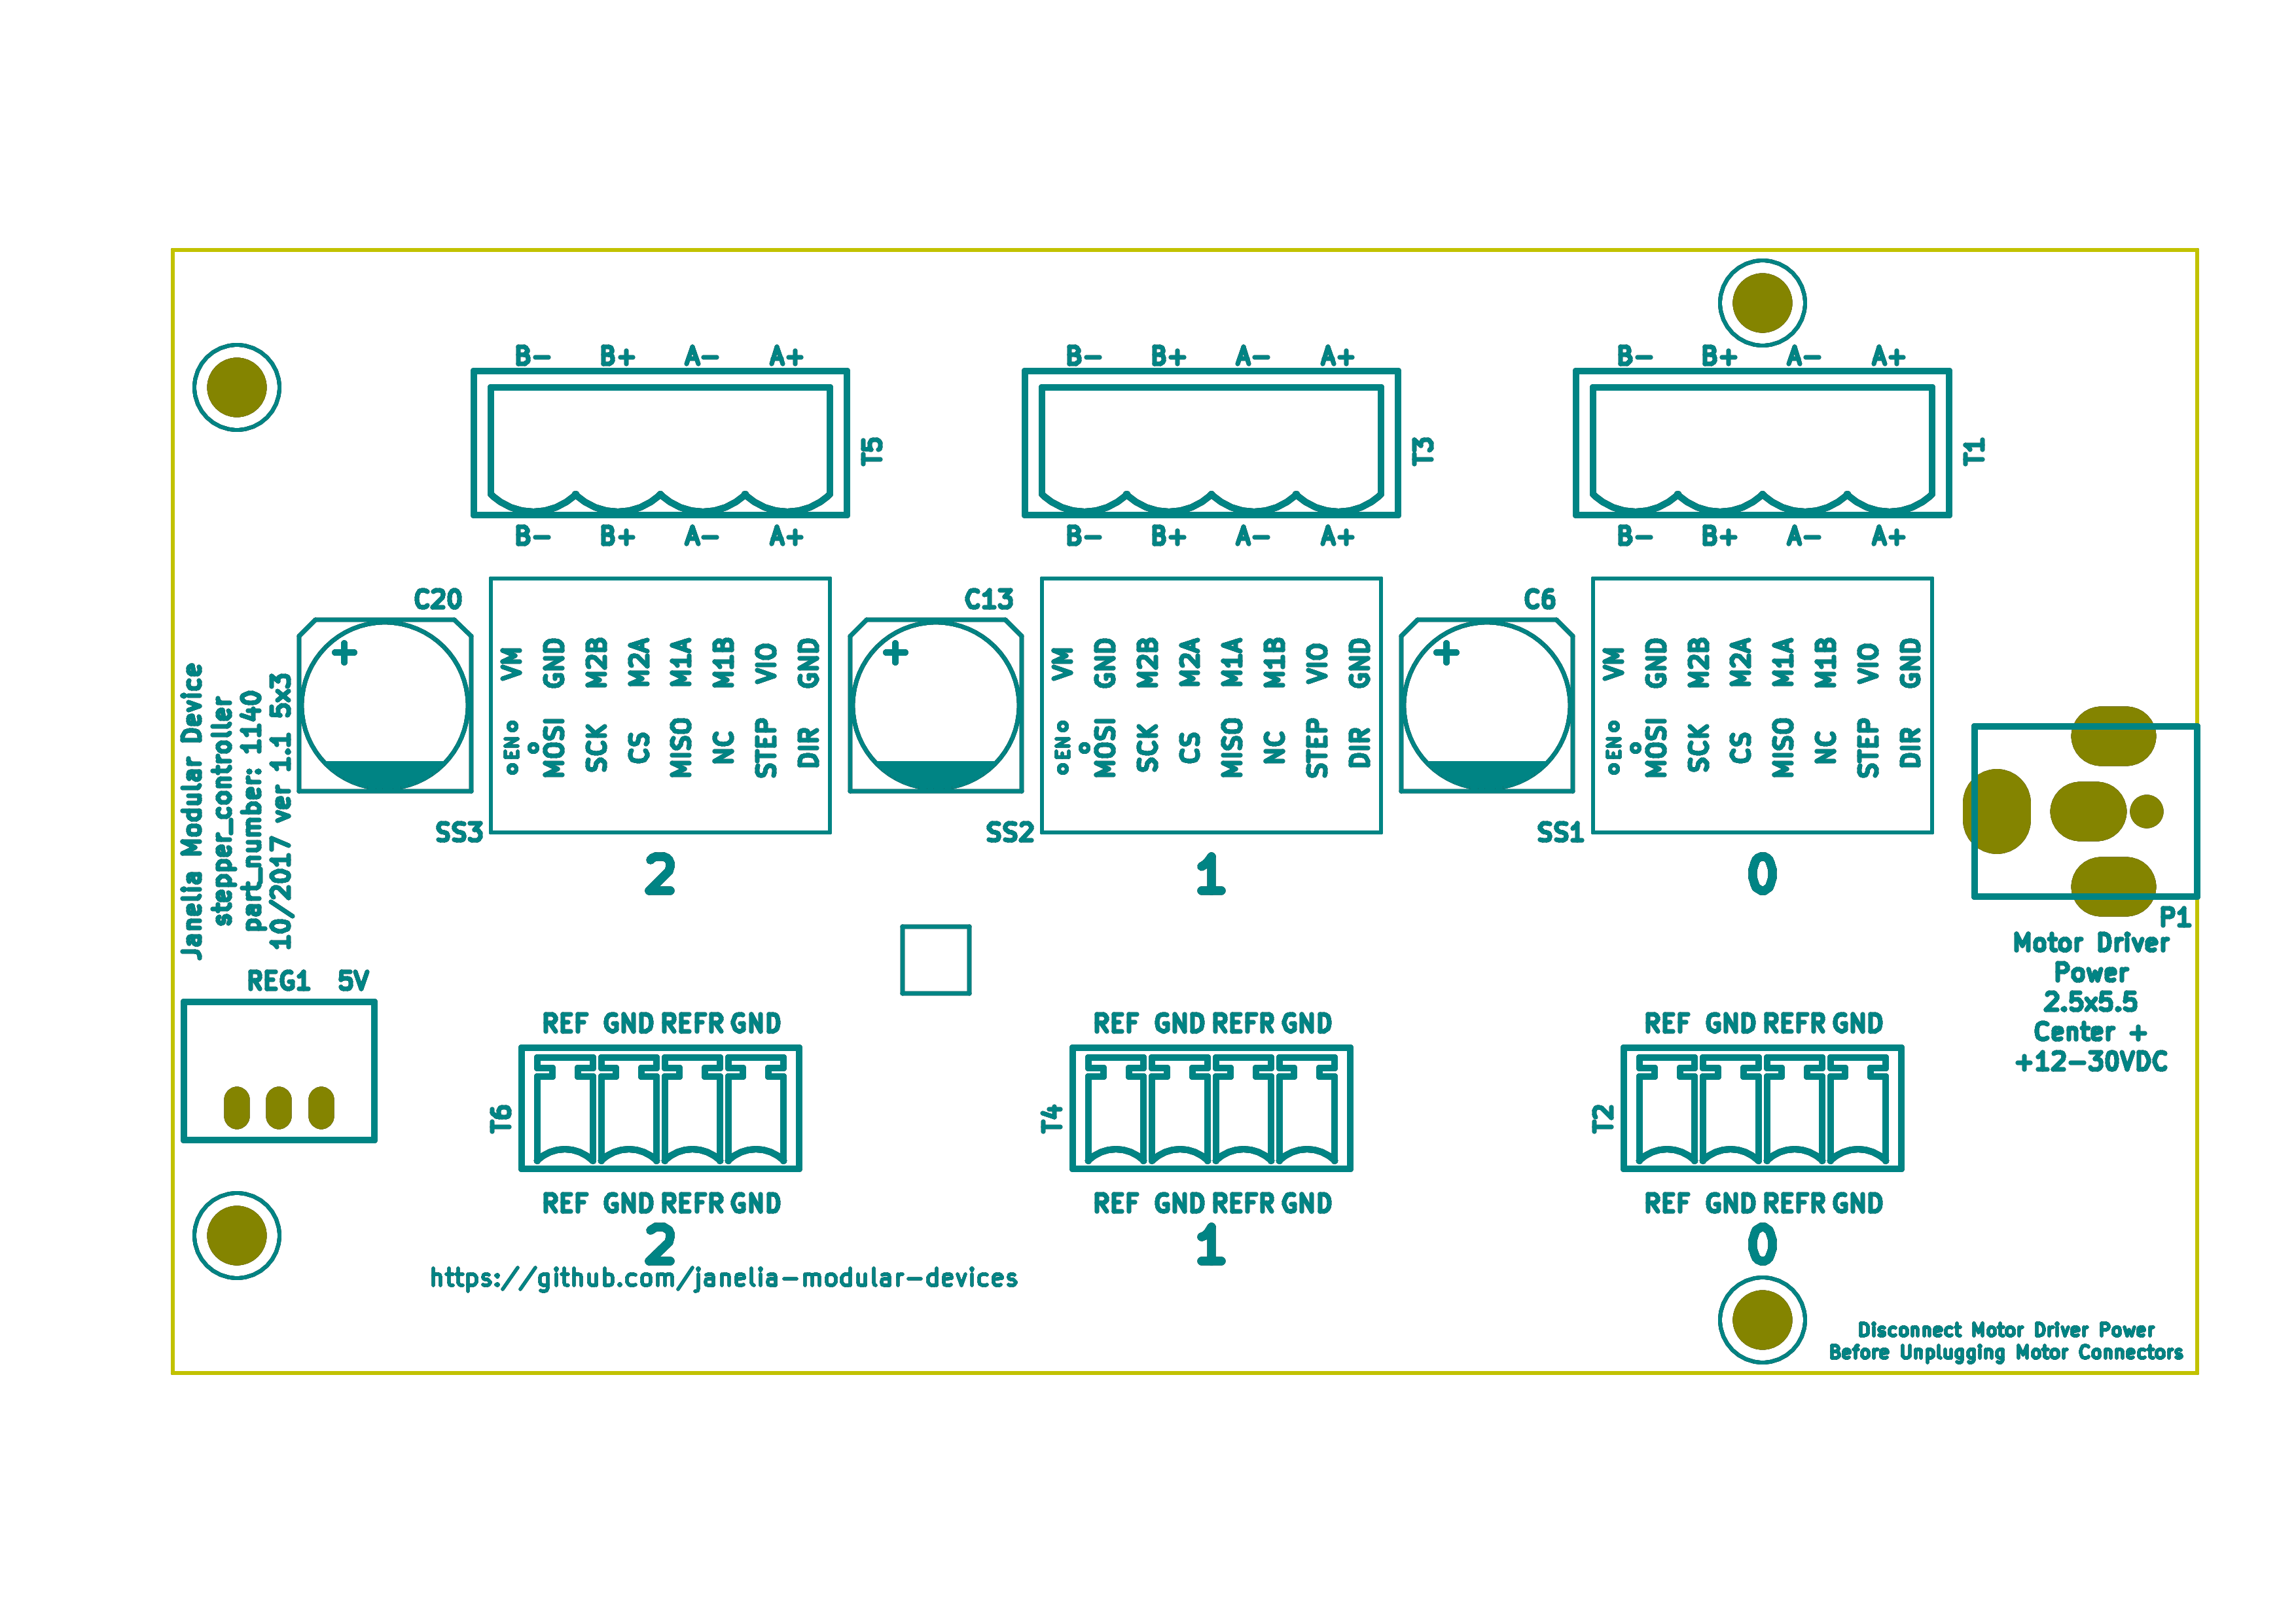 B- B+ A- A+ B- B+ A- A+ B- B+ A- A+
T5 T3 T1
B- B+ A- A+ B- B+ A- A+ B- B+ A- A+
C20 C13 C6
+ + +
VM GND M2B M2A M1A M1B VIO GND VM GND M2B M2A M1A M1B VIO GND VM GND M2B M2A M1A M1B VIO GND
EN MOSI SCK CS MISO NC STEP DIR EN MOSI SCK CS MISO NC STEP DIR EN MOSI SCK CS MISO NC STEP DIR
SS3 SS2 SS1
2 1 0
Janelia Modular Device
stepper_controller
part_number: 1140
10/2017 ver 1.1 5x3
P1
Motor Driver
Power
2.5x5.5
Center +
+12-30VDC
REG1 5V
REF GND REFR GND REF GND REFR GND REF GND REFR GND
T6 T4 T2
REF GND REFR GND REF GND REFR GND REF GND REFR GND
2 1 0
https://github.com/janelia-modular-devices
Disconnect Motor Driver Power
Before Unplugging Motor Connectors